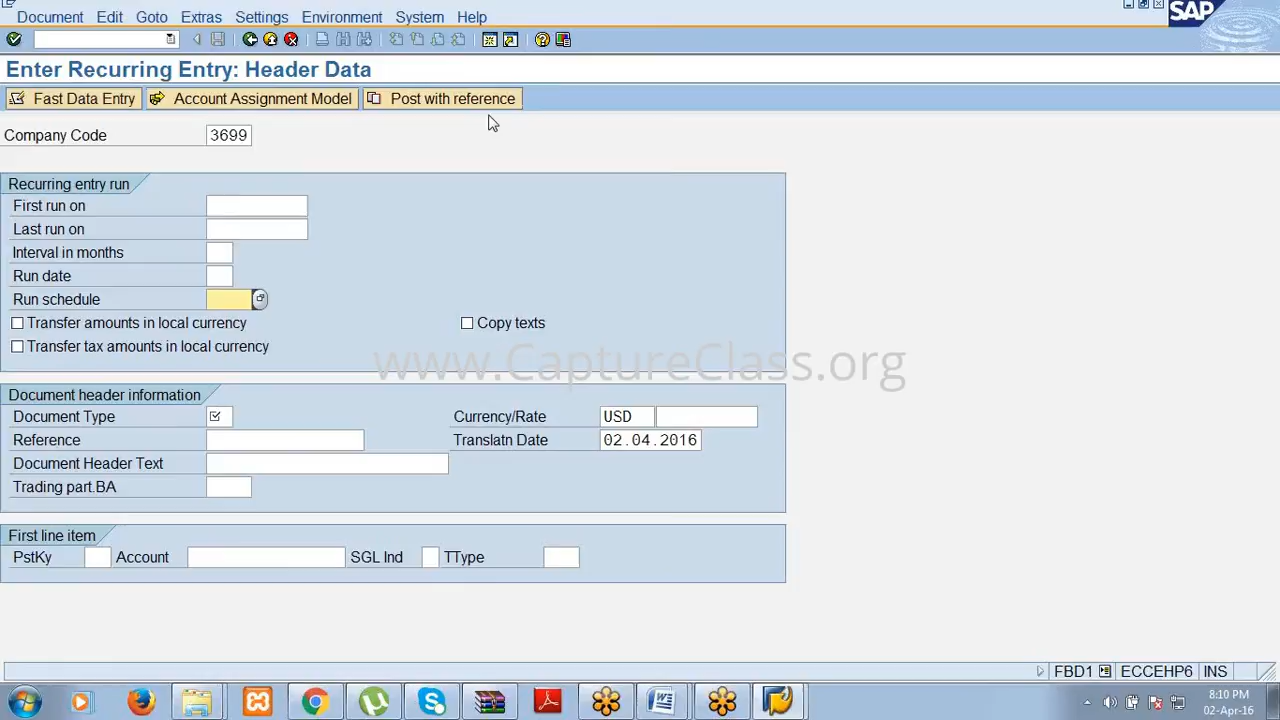 Document Edit Goto Extras Settings Environment System Help
SAP
Enter Recurring Entry: Header Data
Fast Data Entry Account Assignment Model Post with reference
Company Code 3699
Recurring entry run
First run on
Last run on
Interval in months
Run date
Run schedule
Transfer amounts in local currency Copy texts
Transfer tax amounts in local currency
www.CaptureClass.org
Document header information
Document Type Currency/Rate USD
Reference Translatn Date 02.04.2016
Document Header Text
Trading part.BA
First line item
PstKy Account SGL Ind TType
FBD1 ECCEHP6 INS
8:10 PM
02-Apr-16